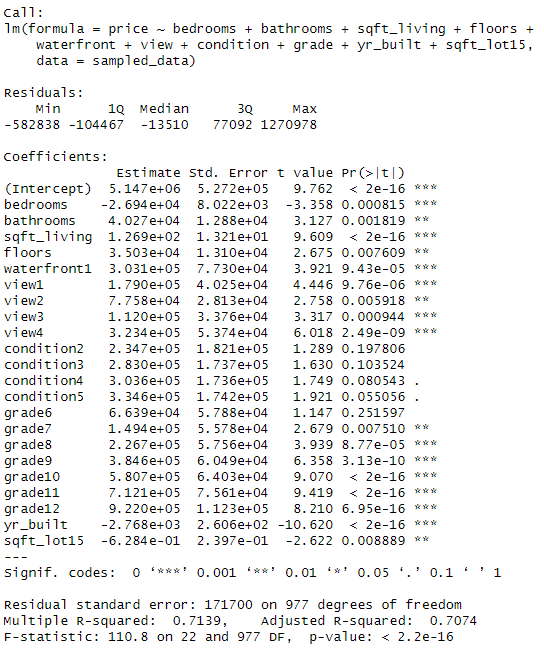 Call:
lm(formula = price ~ bedrooms + bathrooms + sqft_living + floors +
    waterfront + view + condition + grade + yr_built + sqft_lot15,
    data = sampled_data)

Residuals:
    Min      1Q  Median      3Q     Max
-582838 -104467  -13510   77092 1270978

Coefficients:
              Estimate Std. Error t value Pr(>|t|)
(Intercept)  5.147e+06  5.272e+05   9.762  < 2e-16 ***
bedrooms    -2.694e+04  8.022e+03  -3.358 0.000815 ***
bathrooms    4.027e+04  1.288e+04   3.127 0.001819 **
sqft_living  1.269e+02  1.321e+01   9.609  < 2e-16 ***
floors       3.503e+04  1.310e+04   2.675 0.007609 **
waterfront1  3.031e+05  7.730e+04   3.921 9.43e-05 ***
view1        1.790e+05  4.025e+04   4.446 9.76e-06 ***
view2        7.758e+04  2.813e+04   2.758 0.005918 **
view3        1.120e+05  3.376e+04   3.317 0.000944 ***
view4        3.234e+05  5.374e+04   6.018 2.49e-09 ***
condition2   2.347e+05  1.821e+05   1.289 0.197806
condition3   2.830e+05  1.737e+05   1.630 0.103524
condition4   3.036e+05  1.736e+05   1.749 0.080543 .
condition5   3.346e+05  1.742e+05   1.921 0.055056 .
grade6       6.639e+04  5.788e+04   1.147 0.251597
grade7       1.494e+05  5.578e+04   2.679 0.007510 **
grade8       2.267e+05  5.756e+04   3.939 8.77e-05 ***
grade9       3.846e+05  6.049e+04   6.358 3.13e-10 ***
grade10      5.807e+05  6.403e+04   9.070  < 2e-16 ***
grade11      7.121e+05  7.561e+04   9.419  < 2e-16 ***
grade12      9.220e+05  1.123e+05   8.210 6.95e-16 ***
yr_built    -2.768e+03  2.606e+02 -10.620  < 2e-16 ***
sqft_lot15  -6.284e-01  2.397e-01  -2.622 0.008889 **
---
Signif. codes:  0 ‘***’ 0.001 ‘**’ 0.01 ‘*’ 0.05 ‘.’ 0.1 ‘ ’ 1

Residual standard error: 171700 on 977 degrees of freedom
Multiple R-squared:  0.7139,    Adjusted R-squared:  0.7074
F-statistic: 110.8 on 22 and 977 DF,  p-value: < 2.2e-16